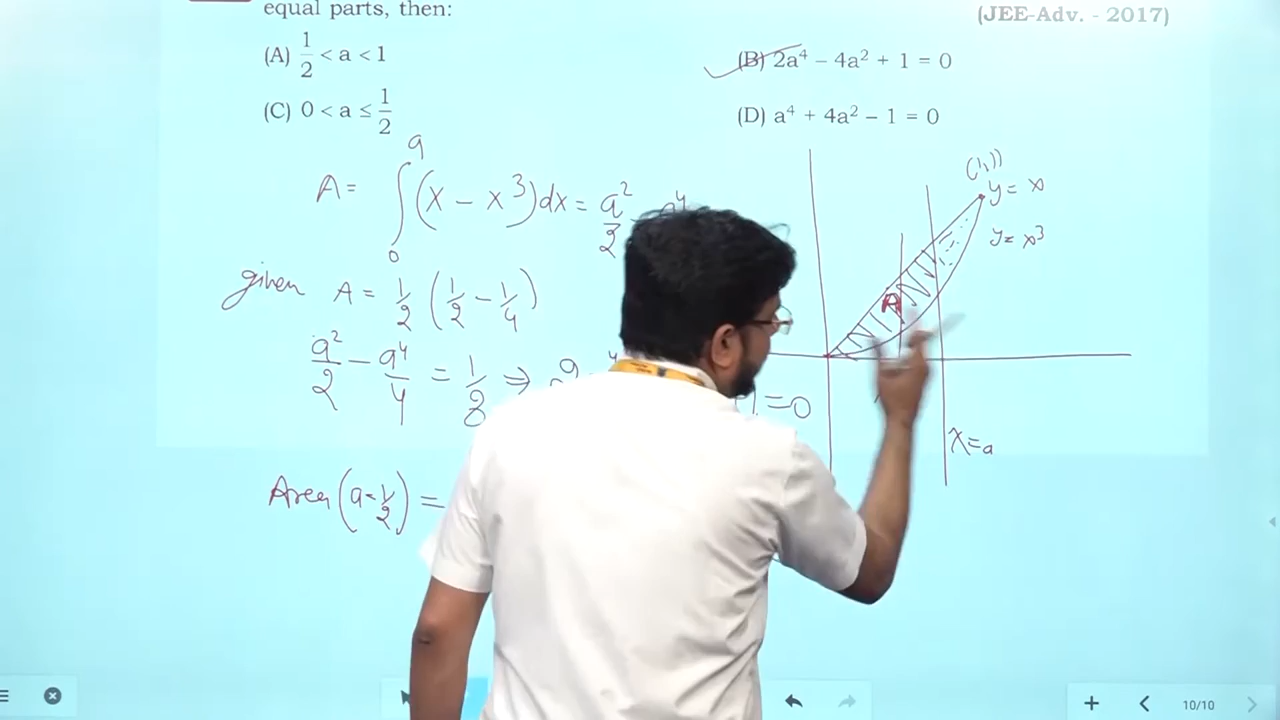 equal parts, then:
(JEE-Adv. - 2017)
(A) 1/2 < a < 1
(B) 2a⁴ – 4a² + 1 = 0
(C) 0 < a ≤ 1/2
(D) a⁴ + 4a² – 1 = 0
A = ∫₀ᵃ (x – x³) dx = a²/2 a⁴
(1,1)
y = x
y = x³
A
given A = 1/2 (1/2 – 1/4)
a²/2 – a⁴/4 = 1/8 ⇒ = 0
x = a
Area (a = 1/2) =
10/10